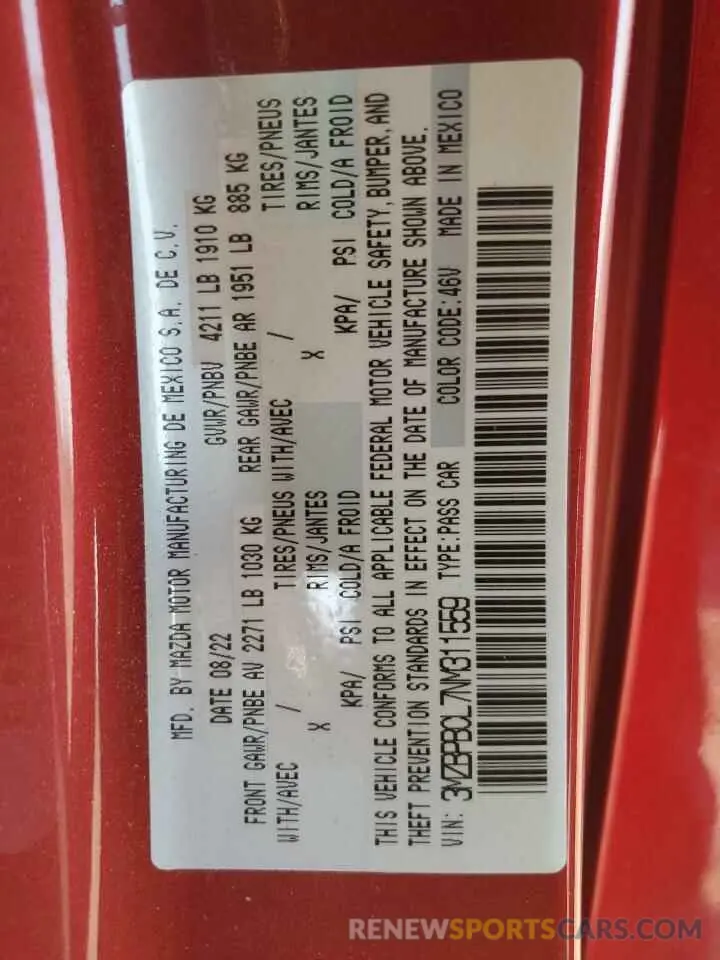 MFD. BY MAZDA MOTOR MANUFACTURING DE MEXICO S.A. DE C.V.
DATE 08/22 GVWR/PNBV 4211 LB 1910 KG
FRONT GAWR/PNBE AV 2271 LB 1030 KG REAR GAWR/PNBE AR 1951 LB 885 KG
WITH/AVEC / TIRES/PNEUS WITH/AVEC / TIRES/PNEUS
X RIMS/JANTES X RIMS/JANTES
KPA/ PSI COLD/A FROID KPA/ PSI COLD/A FROID
THIS VEHICLE CONFORMS TO ALL APPLICABLE FEDERAL MOTOR VEHICLE SAFETY, BUMPER, AND
THEFT PREVENTION STANDARDS IN EFFECT ON THE DATE OF MANUFACTURE SHOWN ABOVE.
VIN: 3MZBPBCL7NM311559 TYPE:PASS CAR COLOR CODE:46V MADE IN MEXICO
RENEWSPORTSCARS.COM